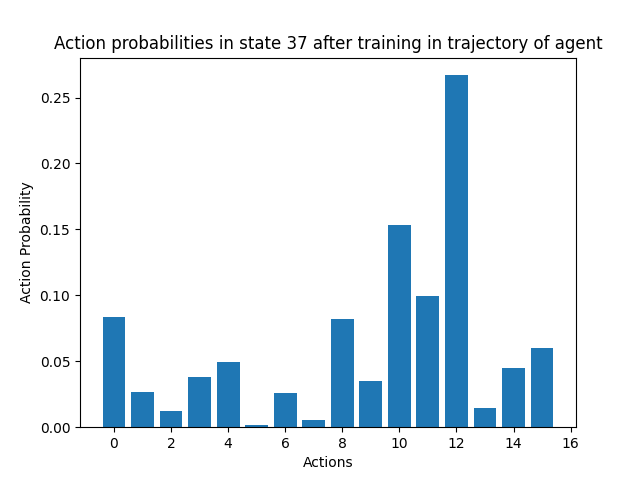 Action probabilities in state 37 after training in trajectory of agent
0.25
0.20
0.15
0.10
0.05
0.00
Action Probability
0 2 4 6 8 10 12 14 16
Actions